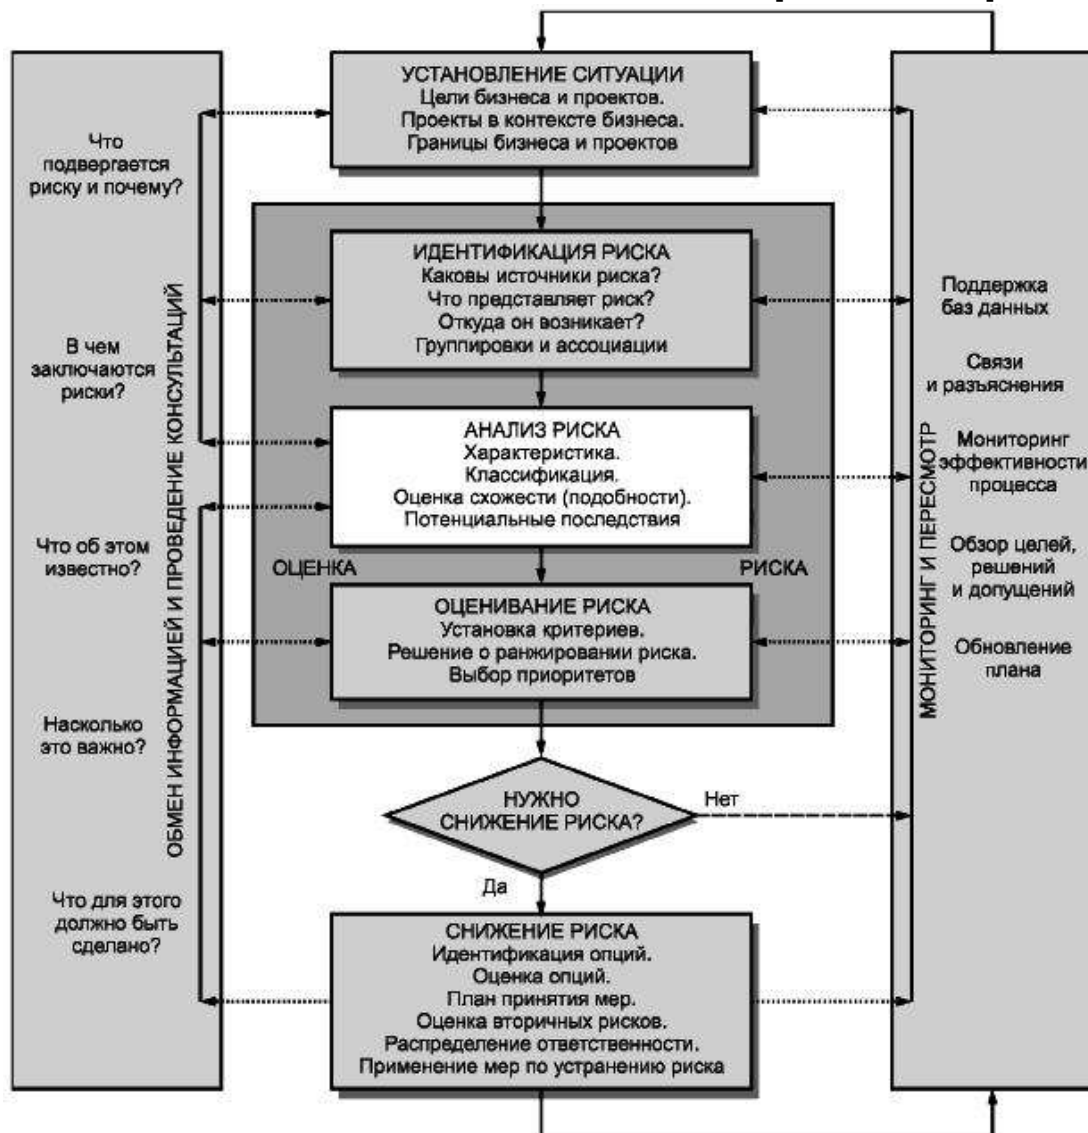 УСТАНОВЛЕНИЕ СИТУАЦИИ
Цели бизнеса и проектов.
Проекты в контексте бизнеса.
Границы бизнеса и проектов
Что
подвергается
риску и почему?
В чем
заключаются
риски?
Что об этом
известно?
Насколько
это важно?
Что для этого
должно быть
сделано?
ОБМЕН ИНФОРМАЦИЕЙ И ПРОВЕДЕНИЕ КОНСУЛЬТАЦИЙ
ИДЕНТИФИКАЦИЯ РИСКА
Каковы источники риска?
Что представляет риск?
Откуда он возникает?
Группировки и ассоциации
АНАЛИЗ РИСКА
Характеристика.
Классификация.
Оценка схожести (подобности).
Потенциальные последствия
ОЦЕНКА РИСКА
ОЦЕНИВАНИЕ РИСКА
Установка критериев.
Решение о ранжировании риска.
Выбор приоритетов
НУЖНО
СНИЖЕНИЕ РИСКА?
Нет
Да
СНИЖЕНИЕ РИСКА
Идентификация опций.
Оценка опций.
План принятия мер.
Оценка вторичных рисков.
Распределение ответственности.
Применение мер по устранению риска
МОНИТОРИНГ И ПЕРЕСМОТР
Поддержка
баз данных
Связи
и разъяснения
Мониторинг
эффективности
процесса
Обзор целей,
решений
и допущений
Обновление
плана